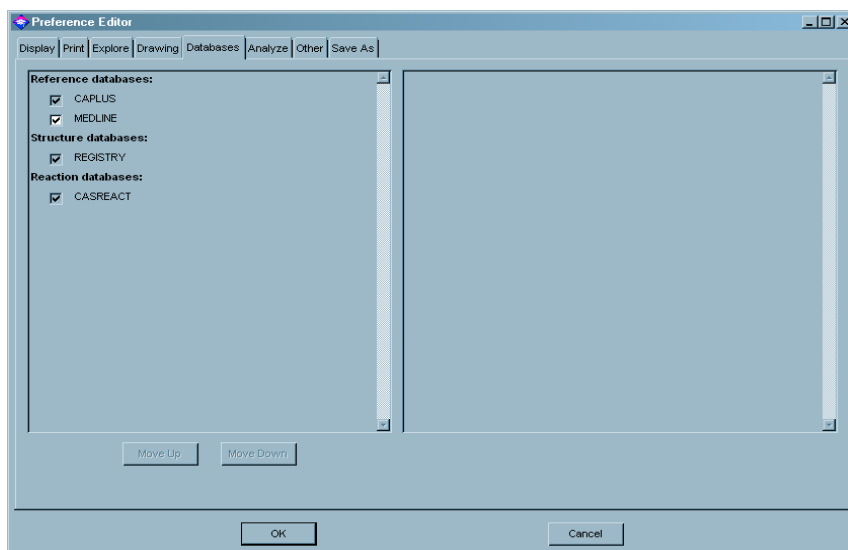 Preference Editor
Display Print Explore Drawing Databases Analyze Other Save As
Reference databases:
CAPLUS
MEDLINE
Structure databases:
REGISTRY
Reaction databases:
CASREACT
Move Up Move Down
OK Cancel